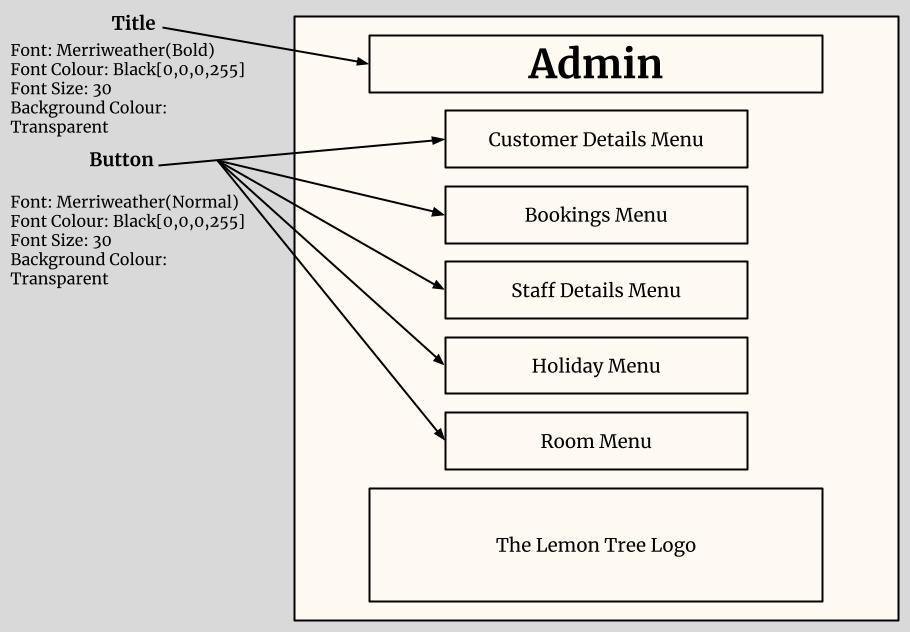 Title
Font: Merriweather(Bold)
Font Colour: Black[0,0,0,255]
Font Size: 30
Background Colour:
Transparent
Button
Font: Merriweather(Normal)
Font Colour: Black[0,0,0,255]
Font Size: 30
Background Colour:
Transparent
Admin
Customer Details Menu
Bookings Menu
Staff Details Menu
Holiday Menu
Room Menu
The Lemon Tree Logo